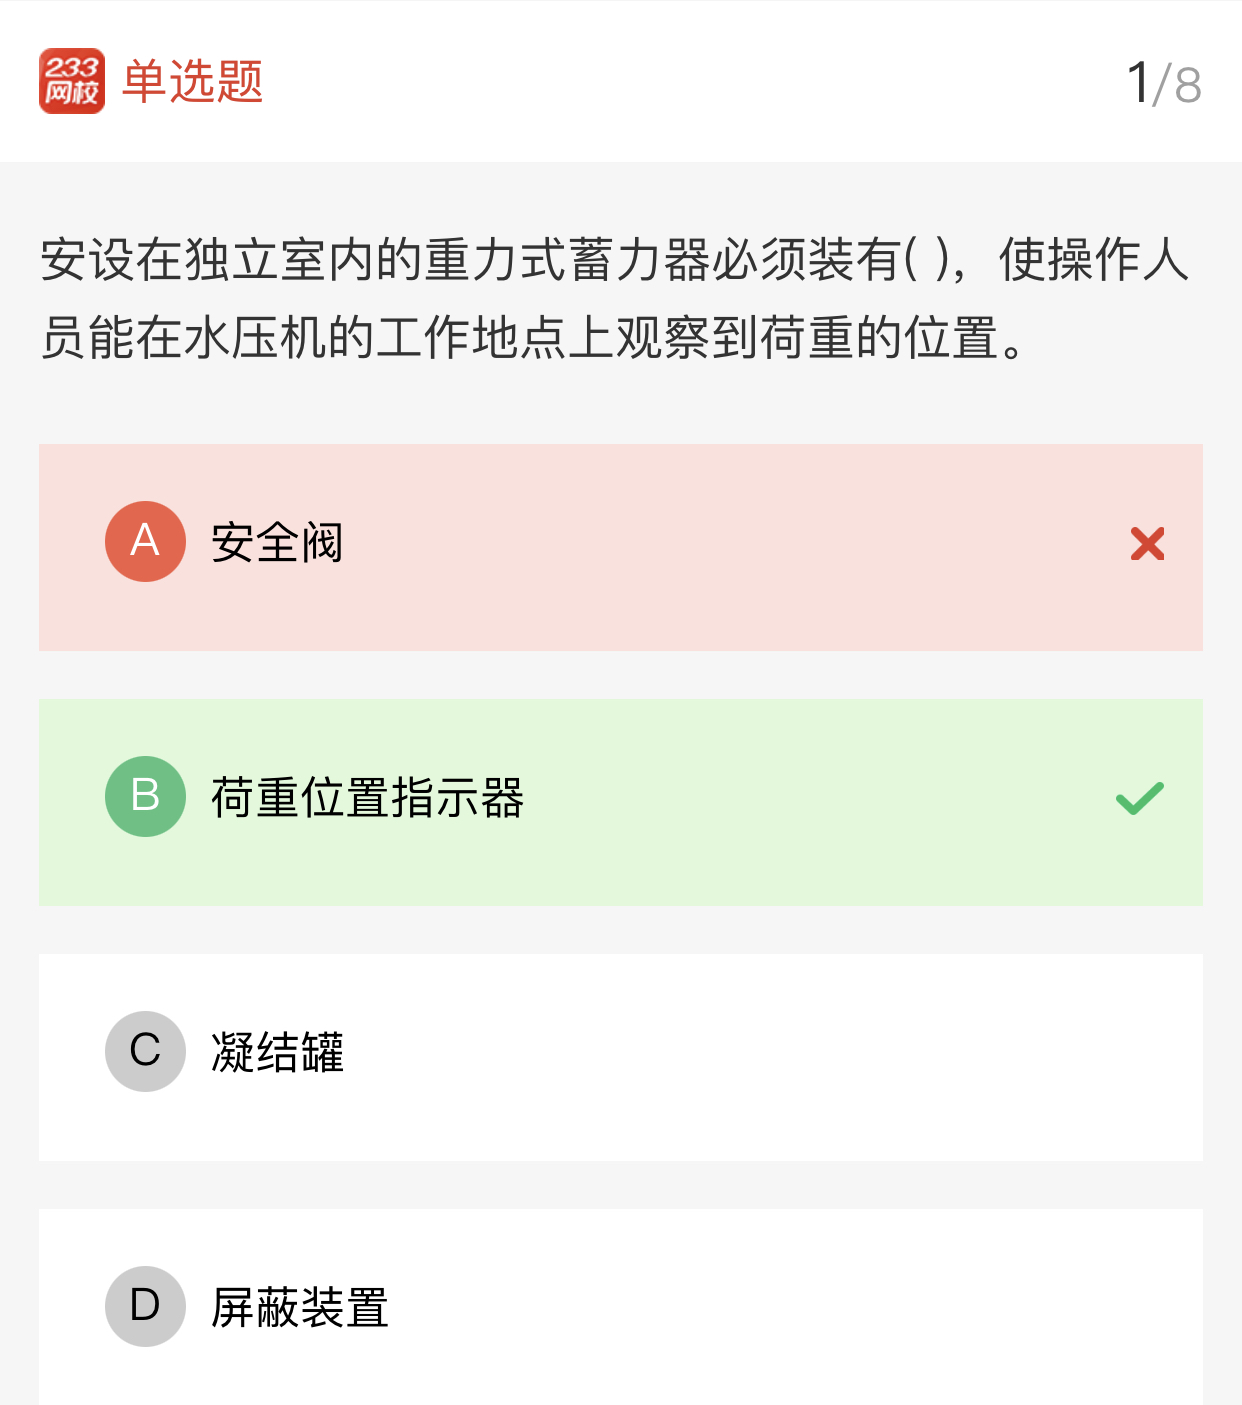 233
网校
单选题
1/8
安设在独立室内的重力式蓄力器必须装有( )，使操作人
员能在水压机的工作地点上观察到荷重的位置。
A 安全阀
B 荷重位置指示器
C 凝结罐
D 屏蔽装置